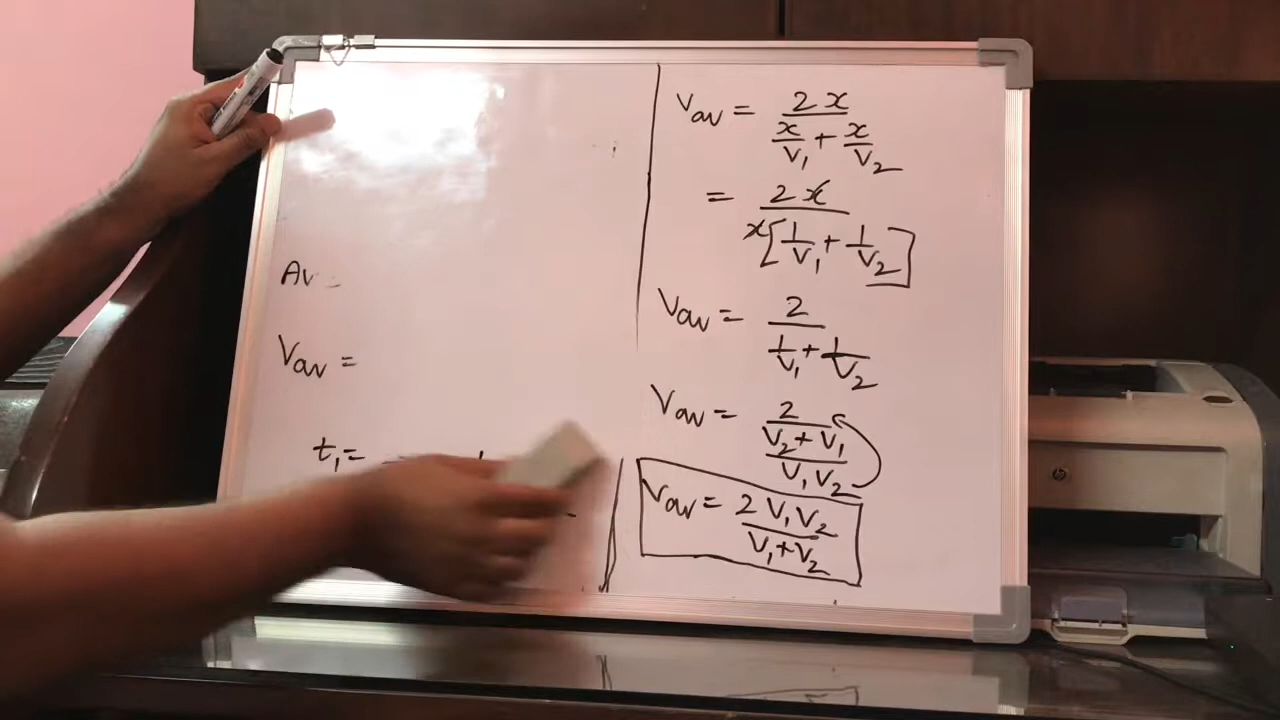 Av =
Vav =
t₁ =
Vav = 2x / (x/V₁ + x/V₂)
= 2x / x[1/V₁ + 1/V₂]
Vav = 2 / (1/V₁ + 1/V₂)
Vav = 2 / ((V₂ + V₁) / V₁V₂)
Vav = 2V₁V₂ / (V₁ + V₂)